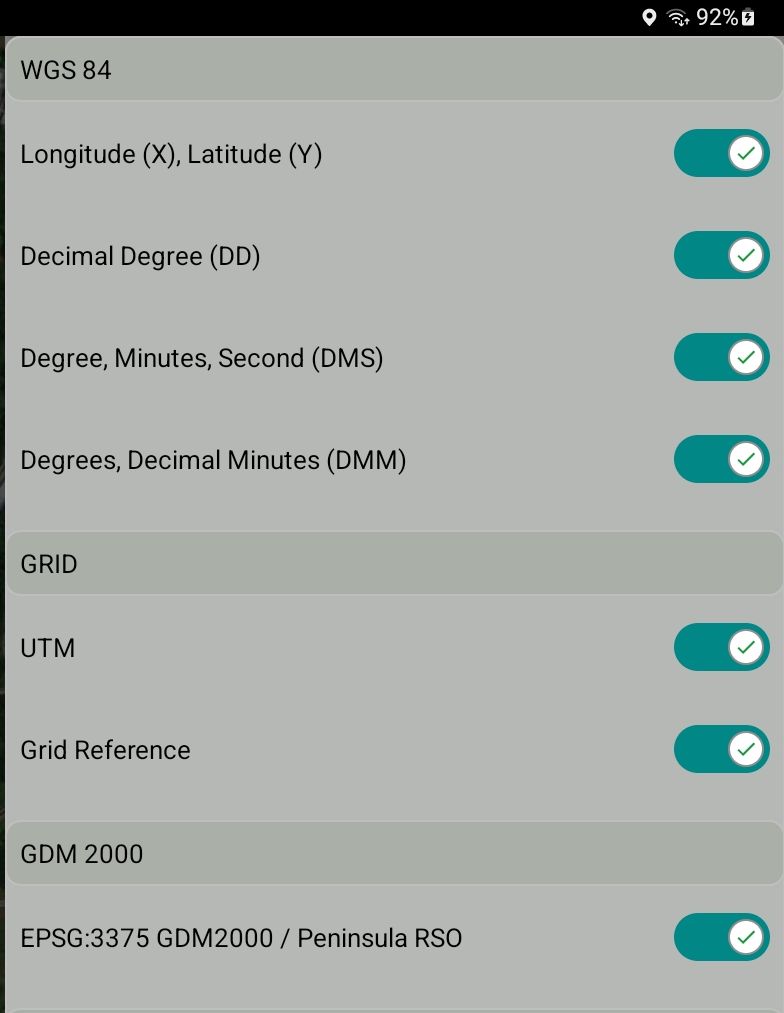 92%
WGS 84
Longitude (X), Latitude (Y)
Decimal Degree (DD)
Degree, Minutes, Second (DMS)
Degrees, Decimal Minutes (DMM)
GRID
UTM
Grid Reference
GDM 2000
EPSG:3375 GDM2000 / Peninsula RSO